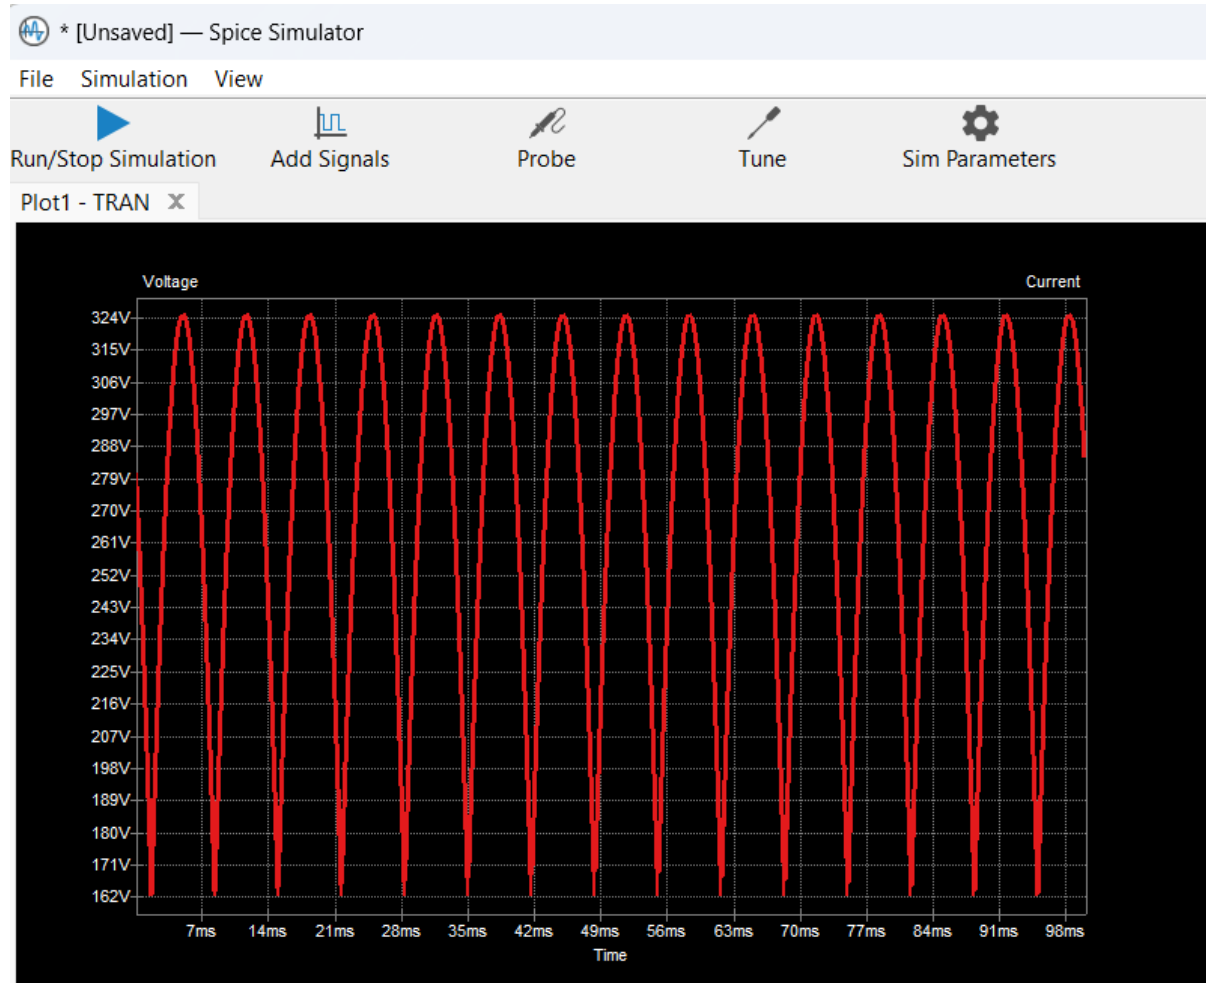 * [Unsaved] — Spice Simulator
File Simulation View
Run/Stop Simulation Add Signals Probe Tune Sim Parameters
Plot1 - TRAN X
Voltage Current
324V
315V
306V
297V
288V
279V
270V
261V
252V
243V
234V
225V
216V
207V
198V
189V
180V
171V
162V
7ms 14ms 21ms 28ms 35ms 42ms 49ms 56ms 63ms 70ms 77ms 84ms 91ms 98ms
Time